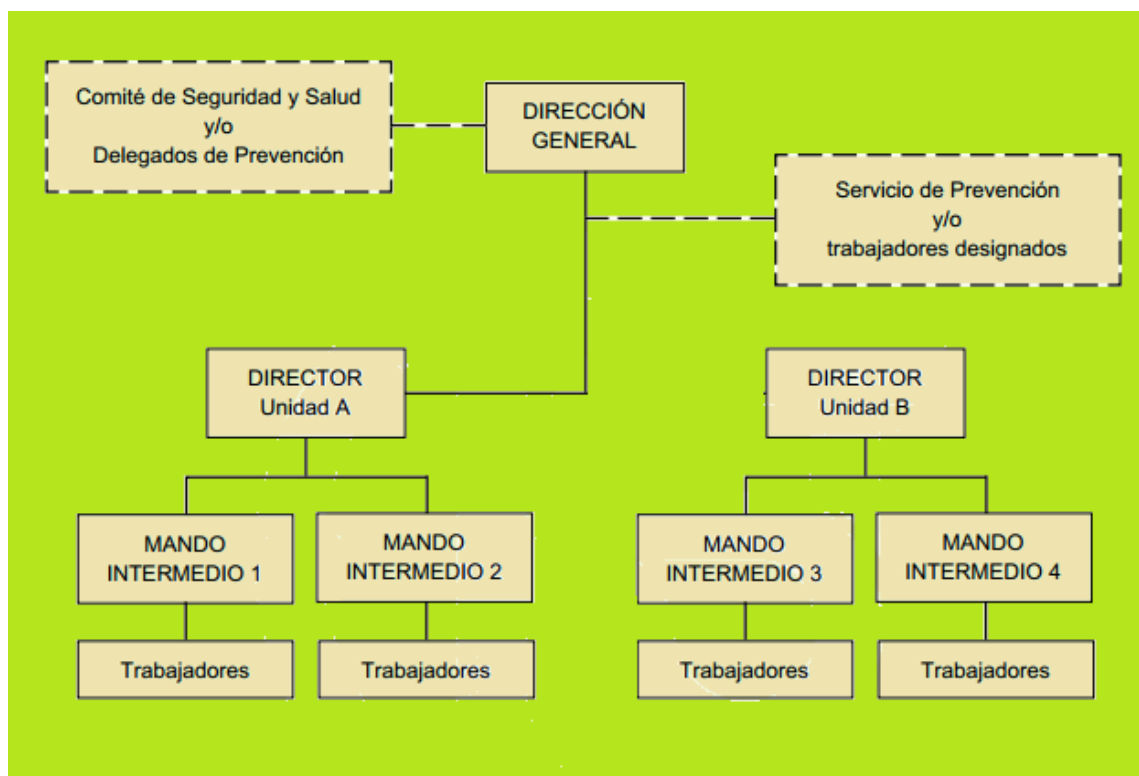 Comité de Seguridad y Salud
y/o
Delegados de Prevención
DIRECCIÓN
GENERAL
Servicio de Prevención
y/o
trabajadores designados
DIRECTOR
Unidad A
DIRECTOR
Unidad B
MANDO
INTERMEDIO 1
MANDO
INTERMEDIO 2
MANDO
INTERMEDIO 3
MANDO
INTERMEDIO 4
Trabajadores
Trabajadores
Trabajadores
Trabajadores